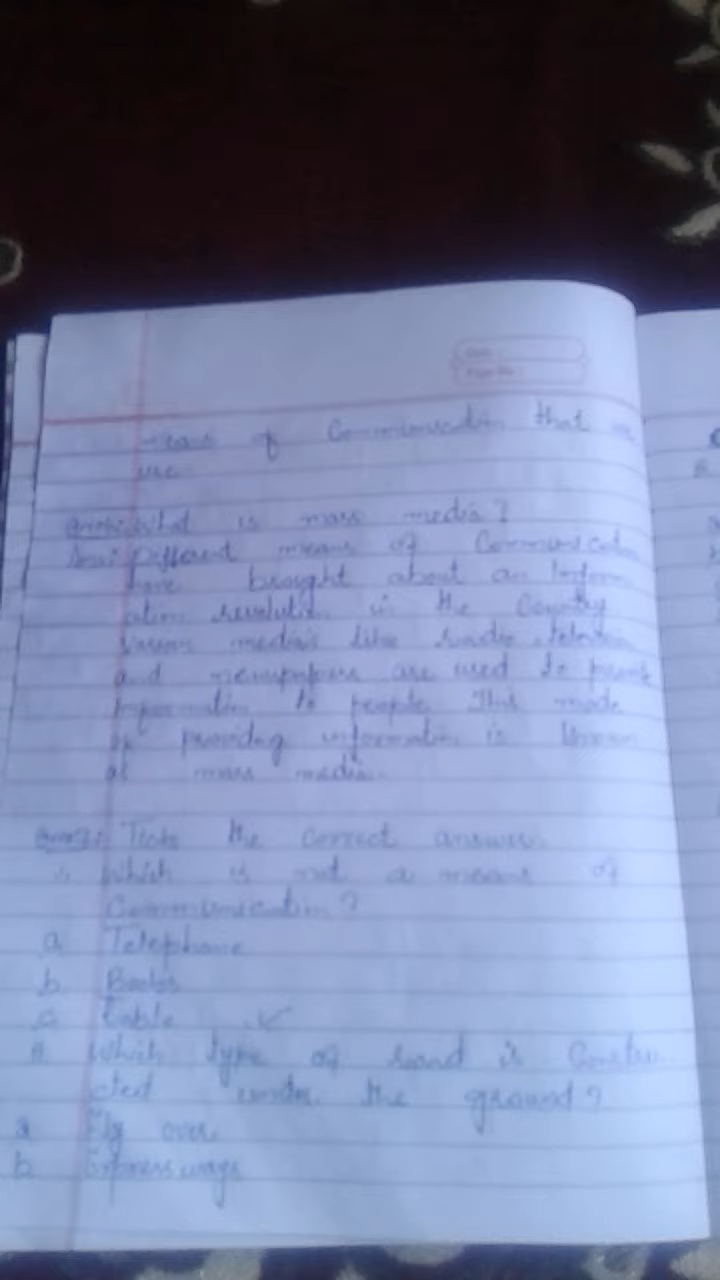 means of Communication that we
use.
What is mass media?
Ans:- Different means of Communication
have brought about an Inform
ation revolution in the Country.
Various media's like radio, television
and newspapers are used to provide
Information to people. This mode
of providing information is known
as mass media.
Tick the correct answer.
Which is not a means of
Communication?
a Telephone
b Books
c Table ✓
Which type of road is Constru
cted under the ground?
a Fly over
b Express ways